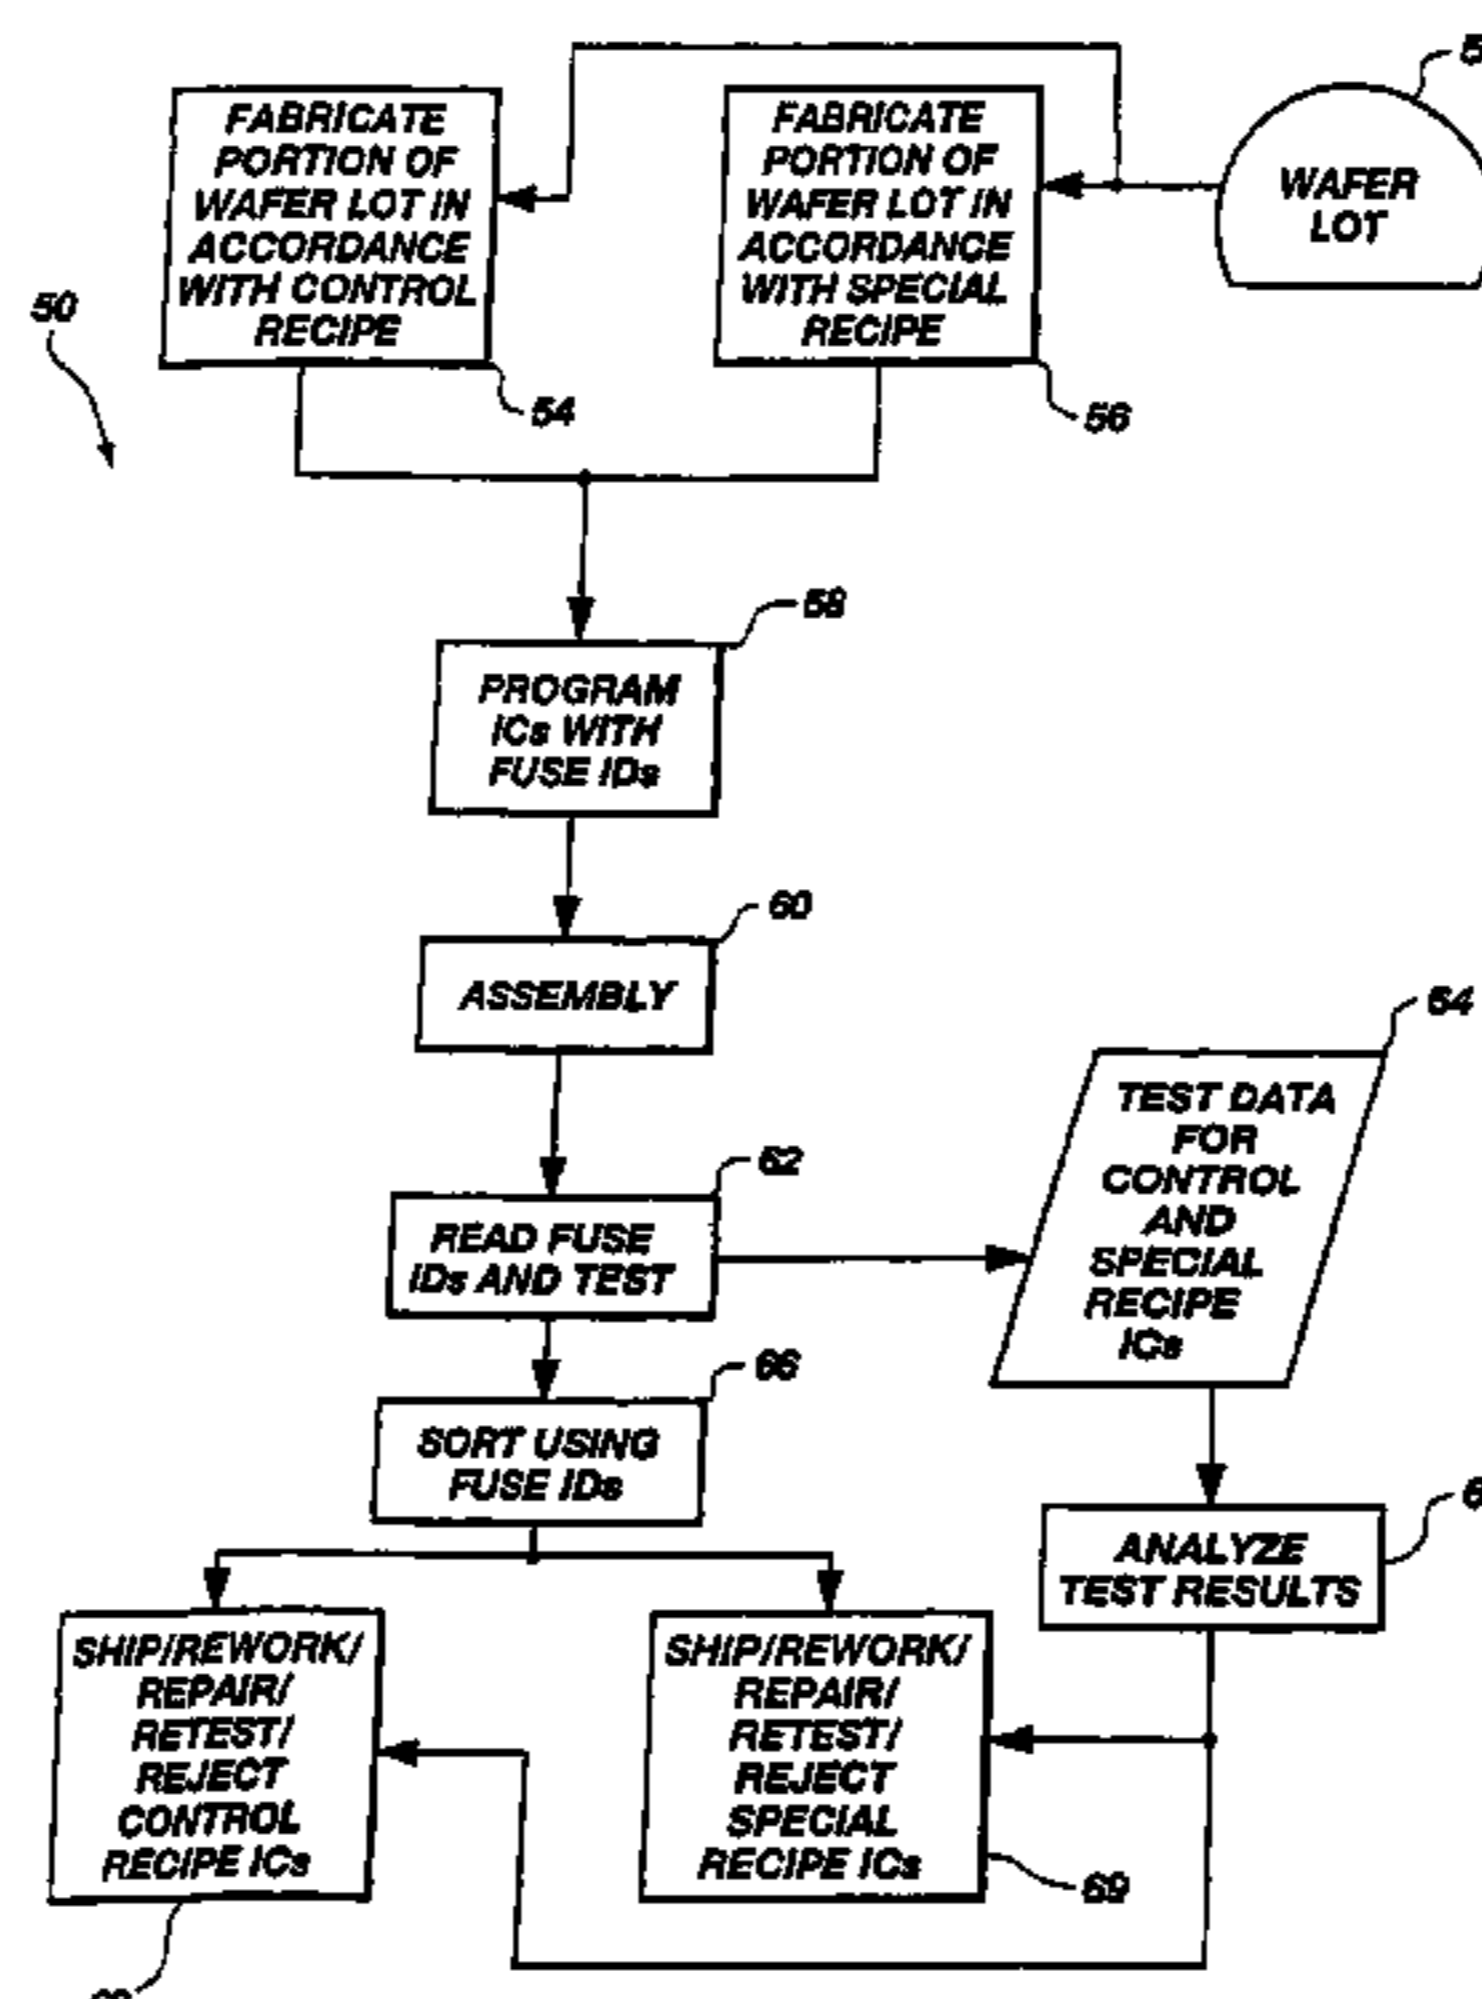 FABRICATE
PORTION OF
WAFER LOT IN
ACCORDANCE
WITH CONTROL
RECIPE
54
FABRICATE
PORTION OF
WAFER LOT IN
ACCORDANCE
WITH SPECIAL
RECIPE
56
WAFER
LOT
50
58
PROGRAM
ICs WITH
FUSE IDs
60
ASSEMBLY
62
READ FUSE
IDs AND TEST
64
TEST DATA
FOR
CONTROL
AND
SPECIAL
RECIPE
ICs
66
SORT USING
FUSE IDs
ANALYZE
TEST RESULTS
SHIP/REWORK/
REPAIR/
RETEST/
REJECT
CONTROL
RECIPE ICs
SHIP/REWORK/
REPAIR/
RETEST/
REJECT
SPECIAL
RECIPE ICs
69